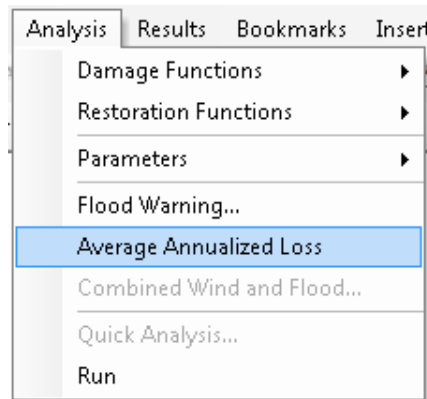 Analysis Results Bookmarks Insert
Damage Functions
Restoration Functions
Parameters
Flood Warning...
Average Annualized Loss
Combined Wind and Flood...
Quick Analysis...
Run